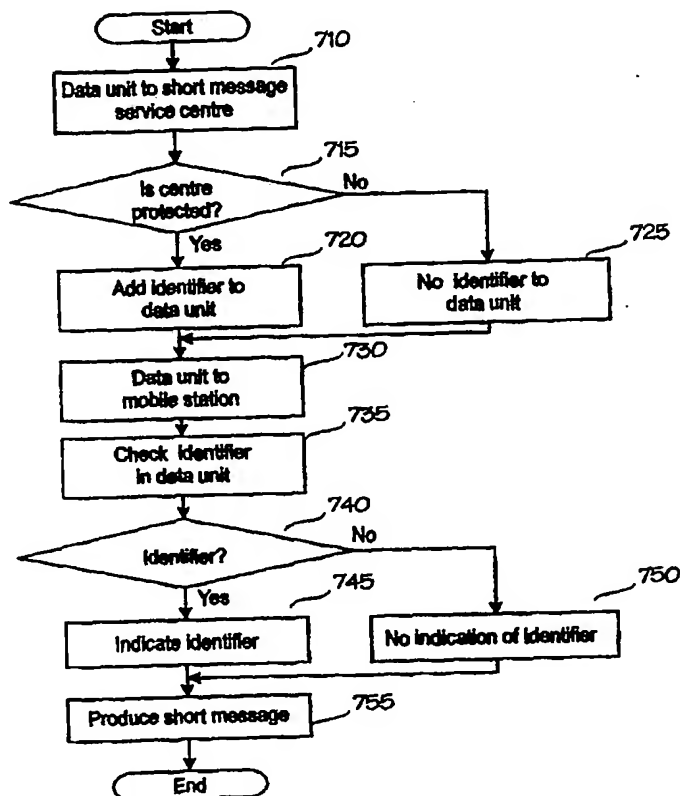 Start
710
Data unit to short message
service centre
715
Is centre
protected?
No
Yes
720
725
Add identifier to
data unit
No identifier to
data unit
730
Data unit to
mobile station
735
Check identifier
in data unit
740
Identifier?
No
Yes
745
750
Indicate identifier
No indication of identifier
Produce short message
755
End